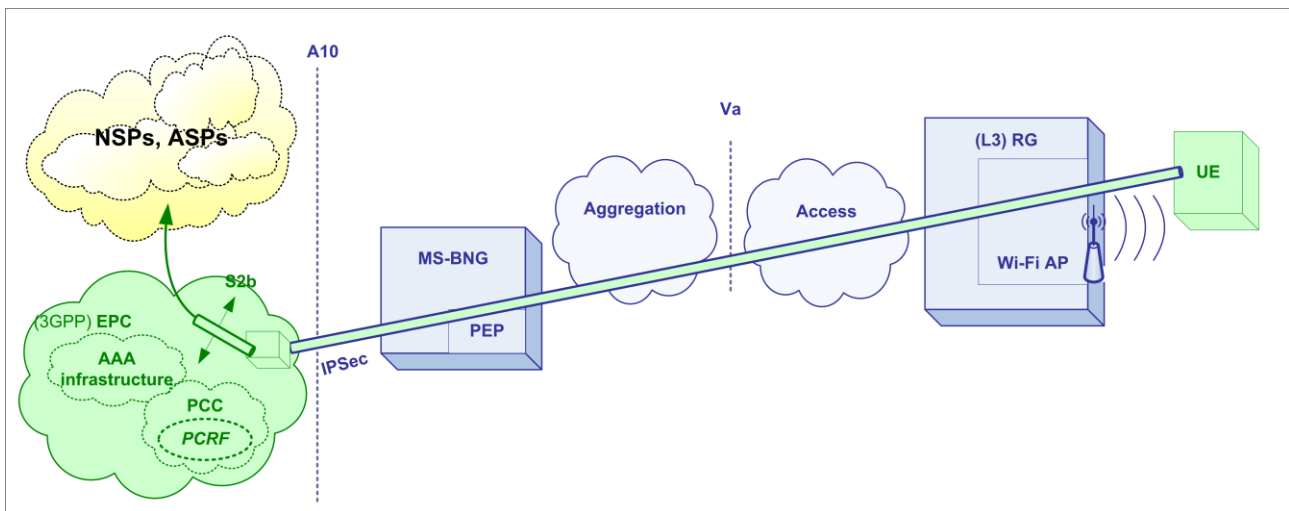 A10
NSPs, ASPs
Va
(L3) RG
UE
Aggregation
Access
MS-BNG
Wi-Fi AP
S2b
(3GPP) EPC
PEP
IPSec
AAA
infrastructure
PCC
PCRF